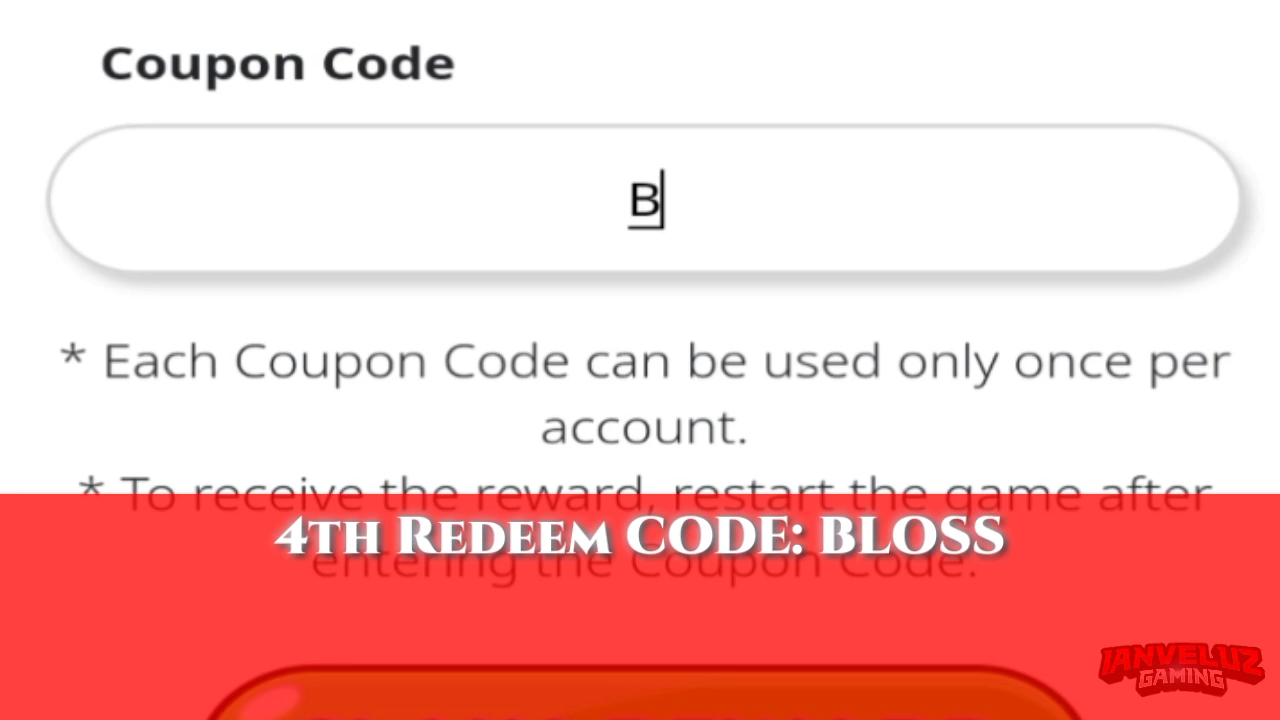 Coupon Code
B
* Each Coupon Code can be used only once per
account.
* To receive the reward, restart the game after
entering the Coupon Code.
4TH REDEEM CODE: BLOSS
IANVELUZ
GAMING